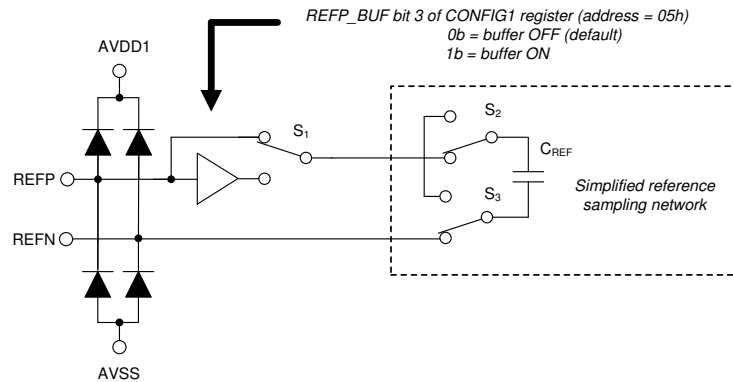 REFP_BUF bit 3 of CONFIG1 register (address = 05h)
0b = buffer OFF (default)
1b = buffer ON
AVDD1
S1
S2
CREF
REFP
S3
Simplified reference
sampling network
REFN
AVSS